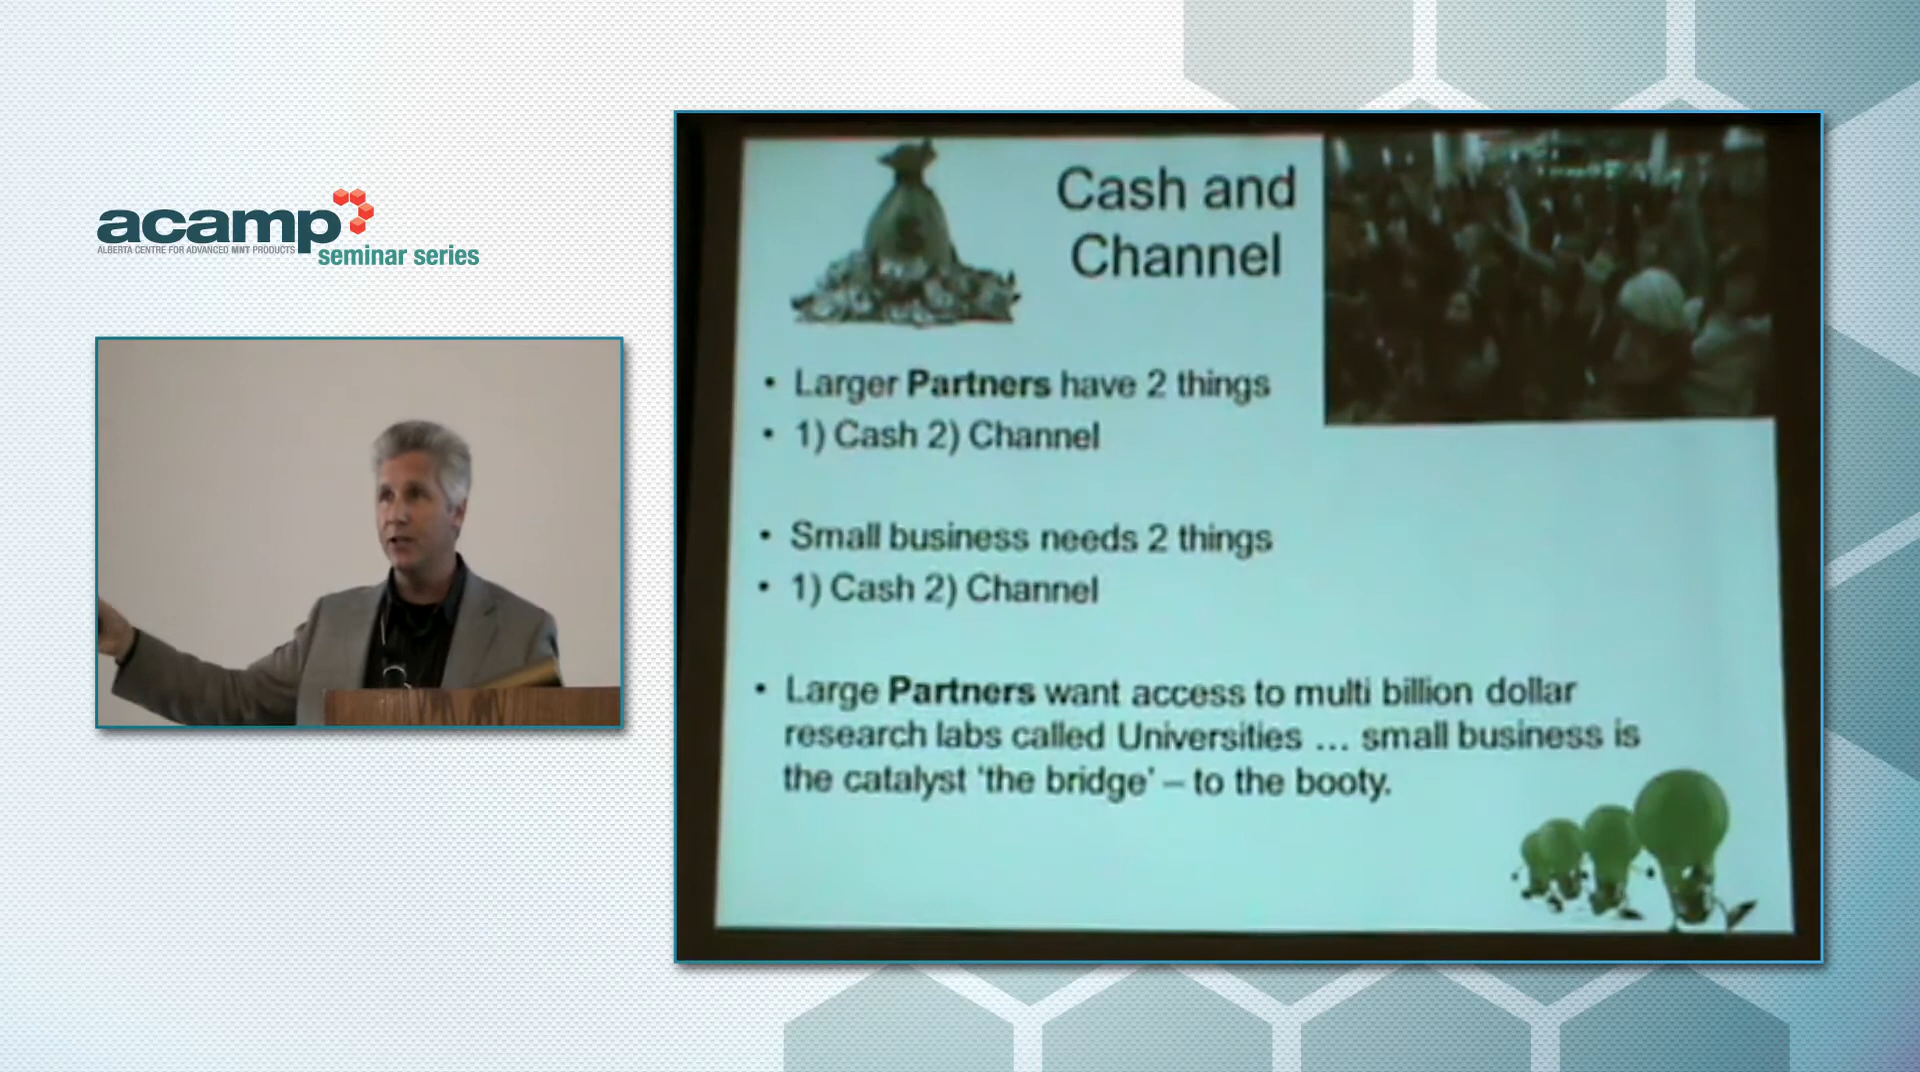 acamp
ALBERTA CENTRE FOR ADVANCED MNT PRODUCTS
seminar series
Cash and
Channel
• Larger Partners have 2 things
• 1) Cash 2) Channel
• Small business needs 2 things
• 1) Cash 2) Channel
• Large Partners want access to multi billion dollar
research labs called Universities ... small business is
the catalyst 'the bridge' – to the booty.